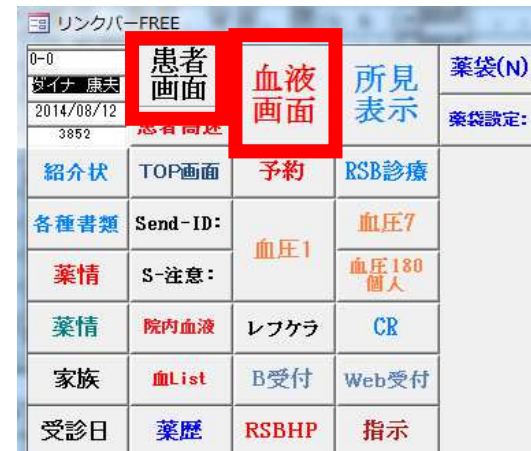 リンクバーFREE
0-0
ダイナ 康夫
2014/08/12
3852
患者
画面
患者高速
血液
画面
所見
表示
薬袋(N)
薬袋設定:
紹介状
TOP画面
予約
RSB診療
各種書類
Send-ID:
血圧1
血圧7
薬情
S-注意:
血圧180
個人
薬情
院内血液
レフケラ
CR
家族
血List
B受付
Web受付
受診日
薬歴
RSBHP
指示